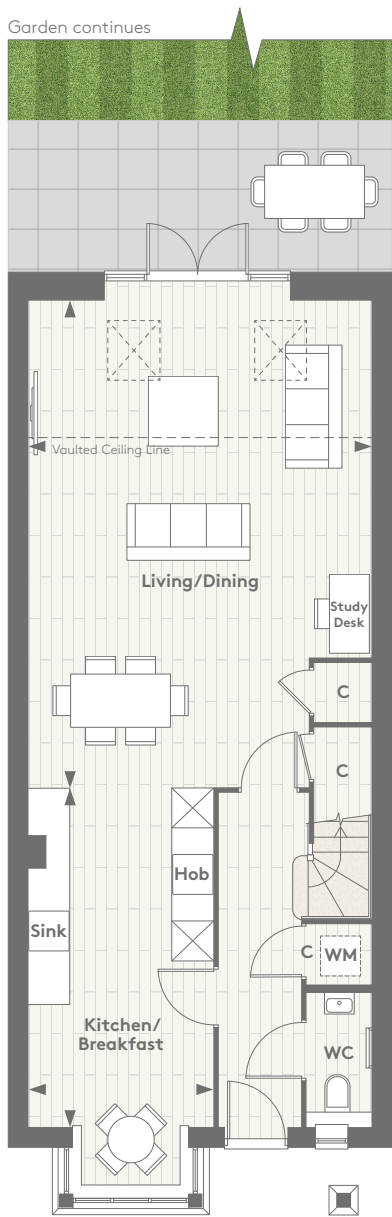 Garden continues
Vaulted Ceiling Line
Living/Dining
Study
Desk
C
C
Hob
Sink
C
WM
Kitchen/
Breakfast
WC